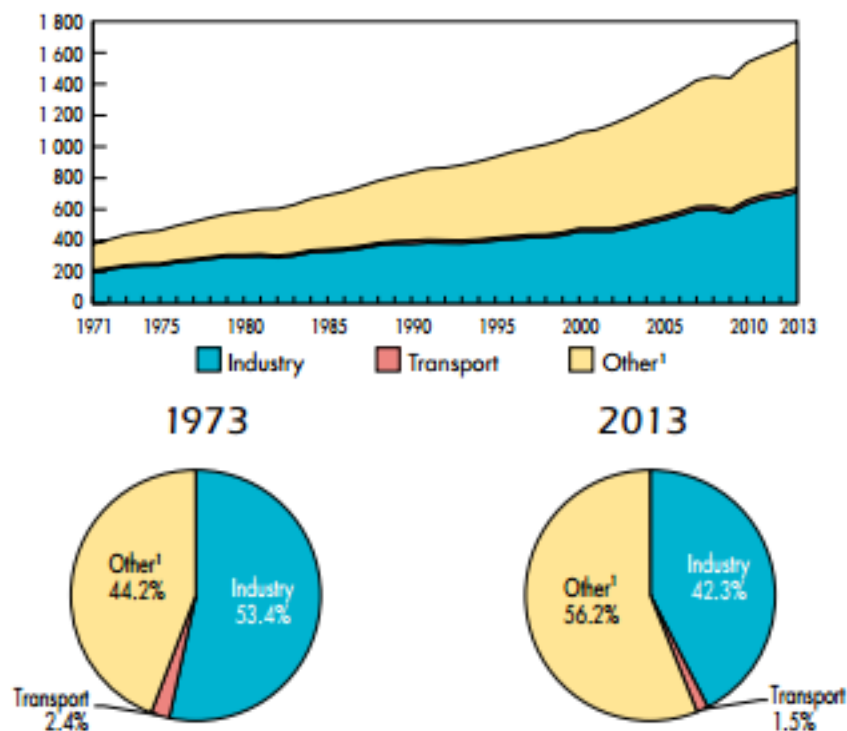 1 800
1 600
1 400
1 200
1 000
800
600
400
200
0
1971 1975 1980 1985 1990 1995 2000 2005 2010 2013
Industry Transport Other¹
1973 2013
Other¹
44.2%
Industry
53.4%
Transport
2.4%
Other¹
56.2%
Industry
42.3%
Transport
1.5%